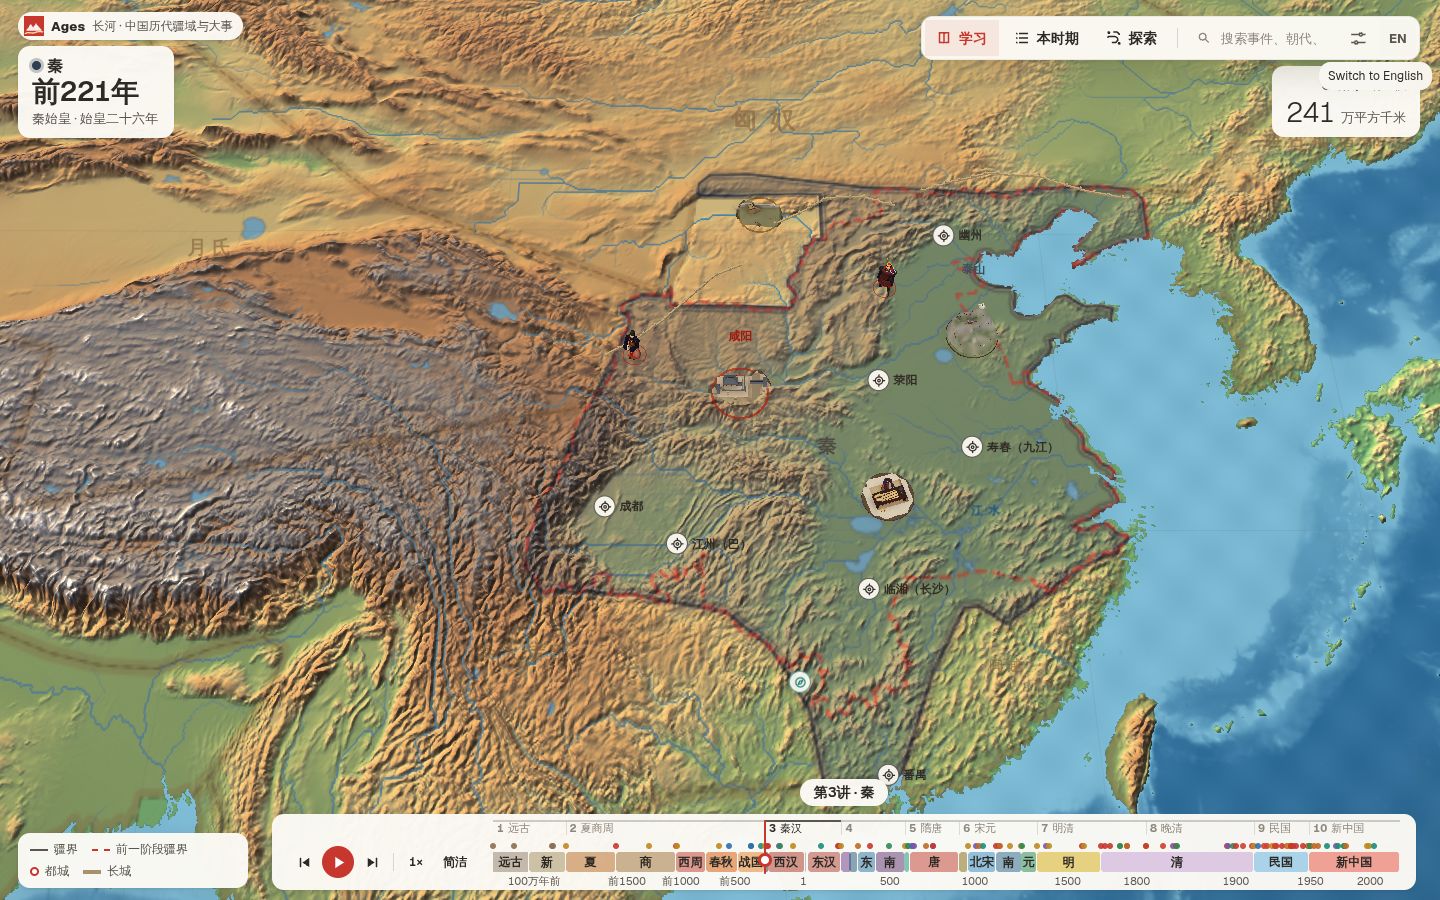 Ages 长河 · 中国历代疆域与大事
秦
前221年
秦始皇 · 始皇二十六年
学习
本时期
探索
搜索事件、朝代、
EN
Switch to English
241 万平方千米
匈 奴
月 氏
幽州
泰山
咸阳
荥阳
秦
寿春（九江）
成都
江水
江州（巴）
临湘（长沙）
番禺
第3讲 · 秦
疆界
前一阶段疆界
都城
长城
1×
简洁
1 远古
2 夏商周
3 秦汉
4
5 隋唐
6 宋元
7 明清
8 晚清
9 民国
10 新中国
远古 新 夏 商 西周 春秋 战国 西汉 东汉 东 南 唐 北宋 南 元 明 清 民国 新中国
100万年前 前1500 前1000 前500 1 500 1000 1500 1800 1900 1950 2000